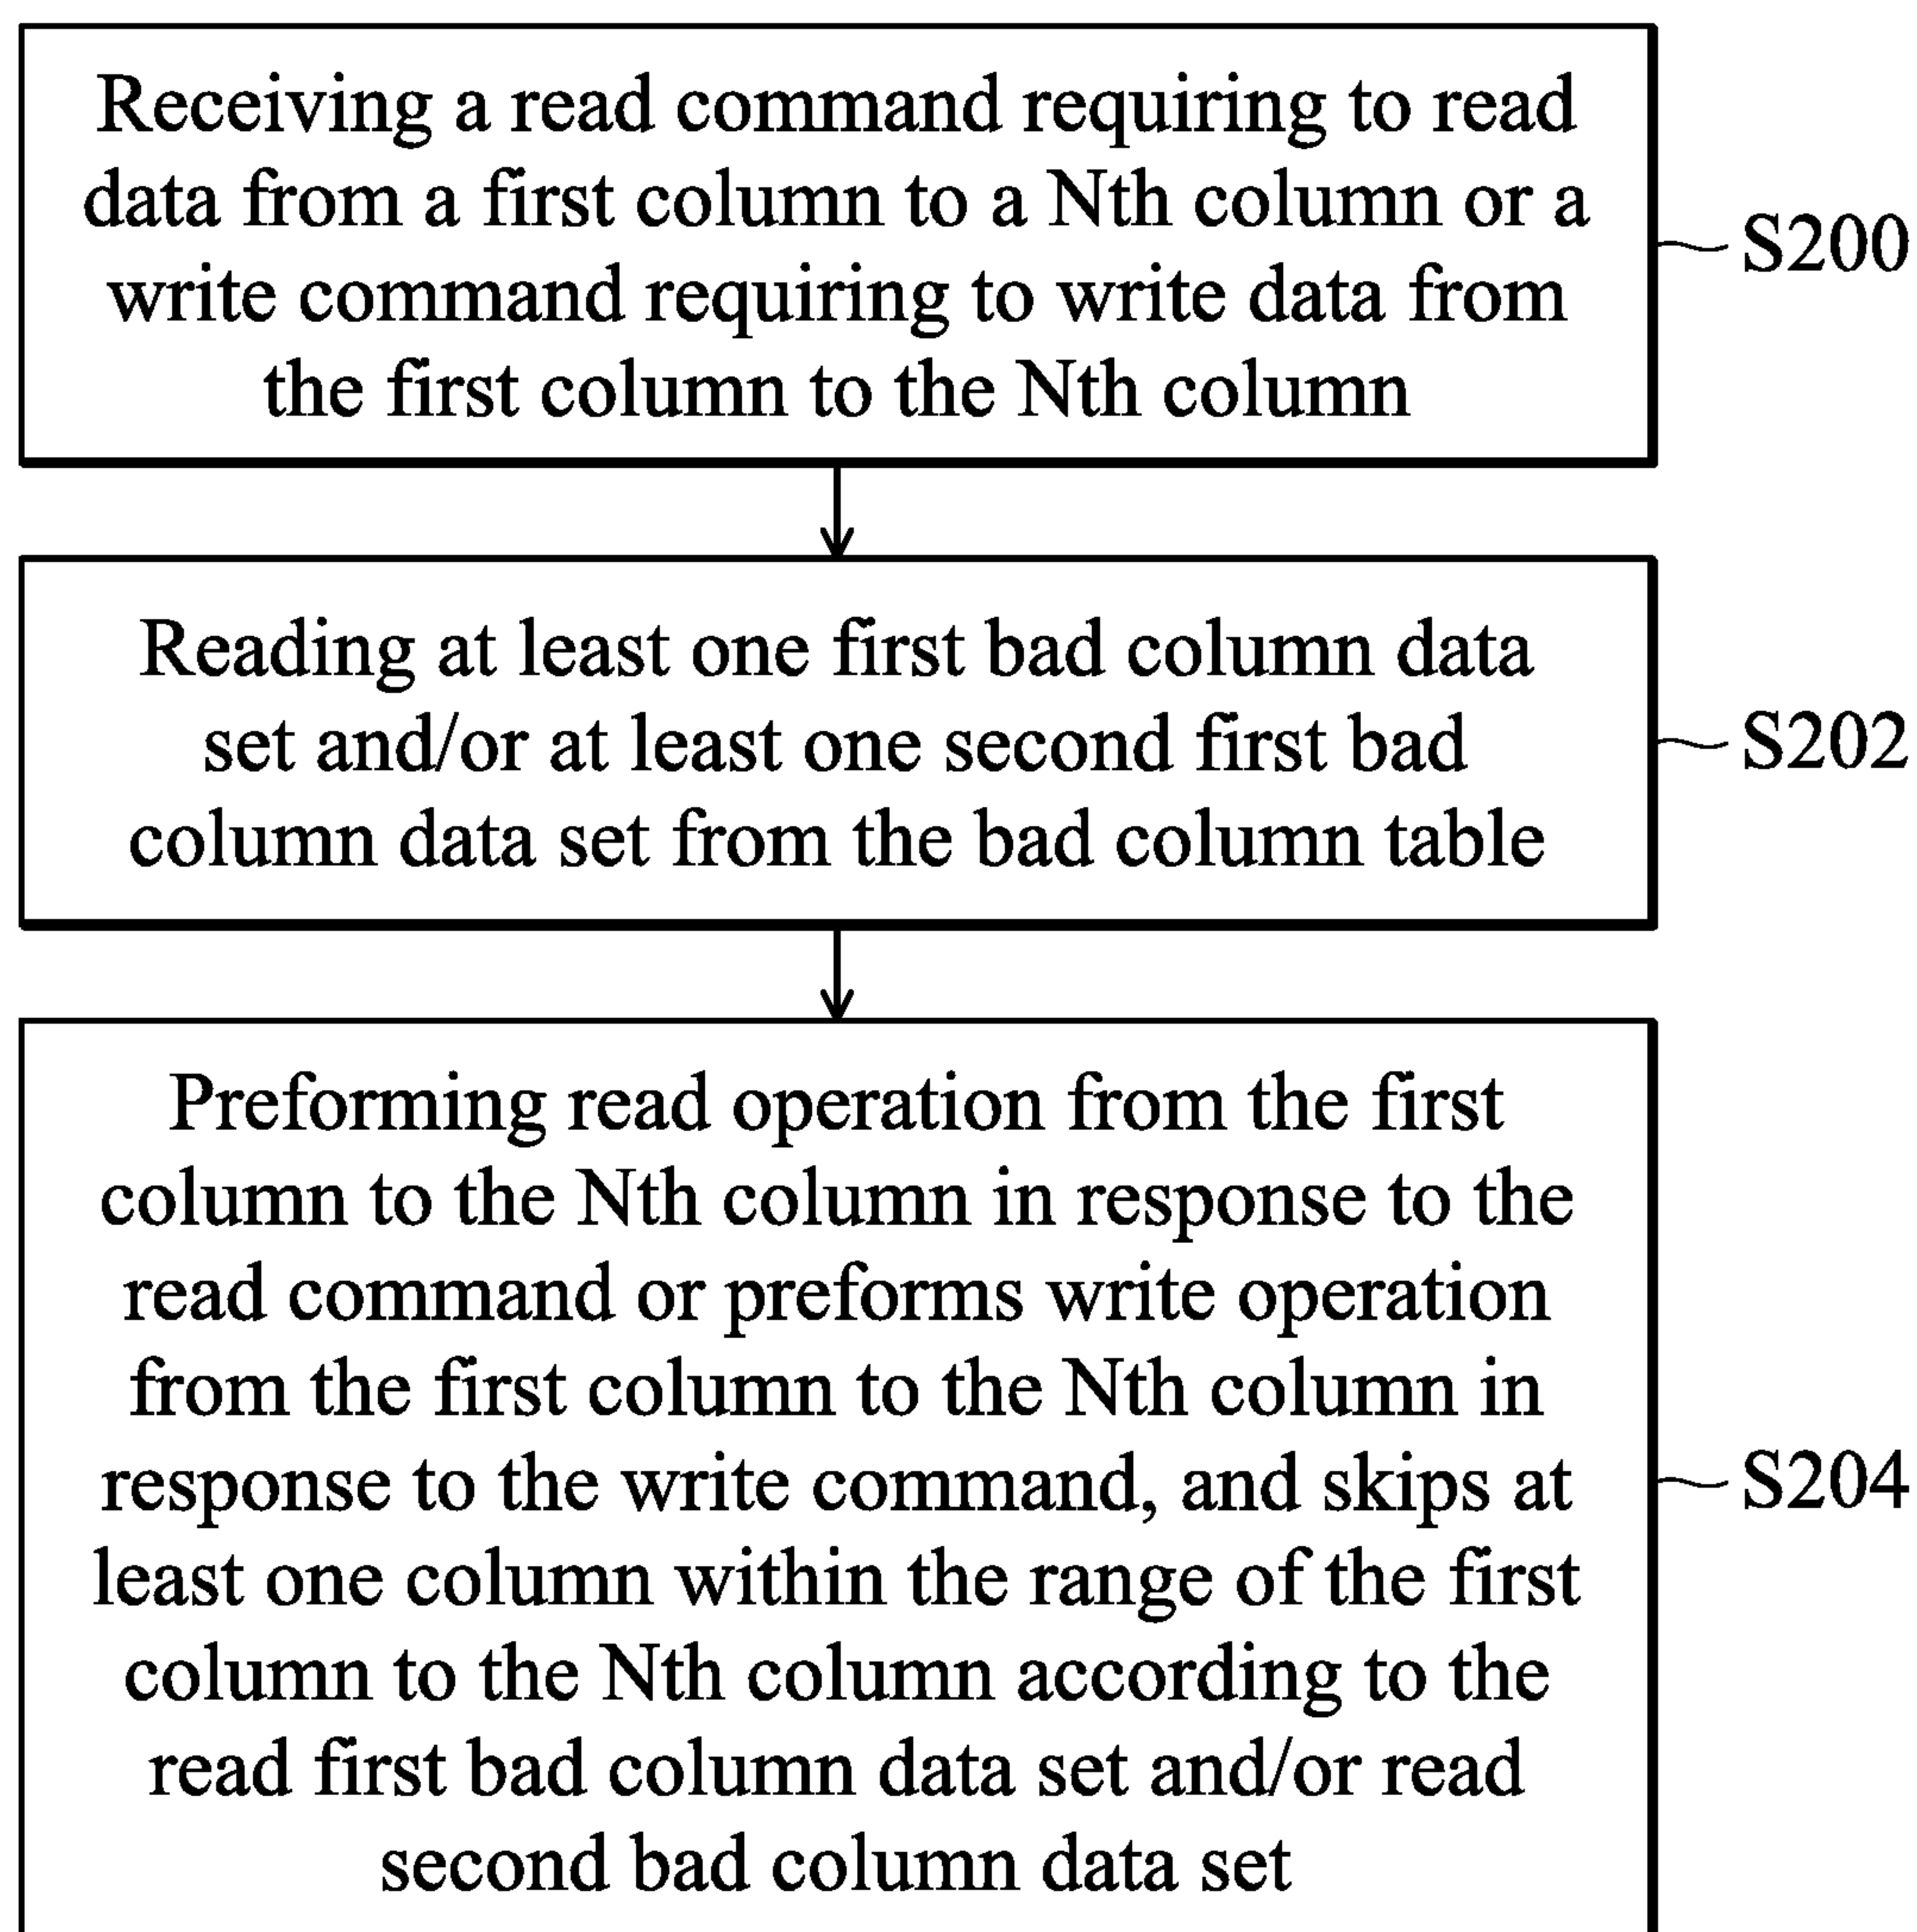 Receiving a read command requiring to read
data from a first column to a Nth column or a
write command requiring to write data from
the first column to the Nth column
S200
Reading at least one first bad column data
set and/or at least one second first bad
column data set from the bad column table
S202
Preforming read operation from the first
column to the Nth column in response to the
read command or preforms write operation
from the first column to the Nth column in
response to the write command, and skips at
least one column within the range of the first
column to the Nth column according to the
read first bad column data set and/or read
second bad column data set
S204